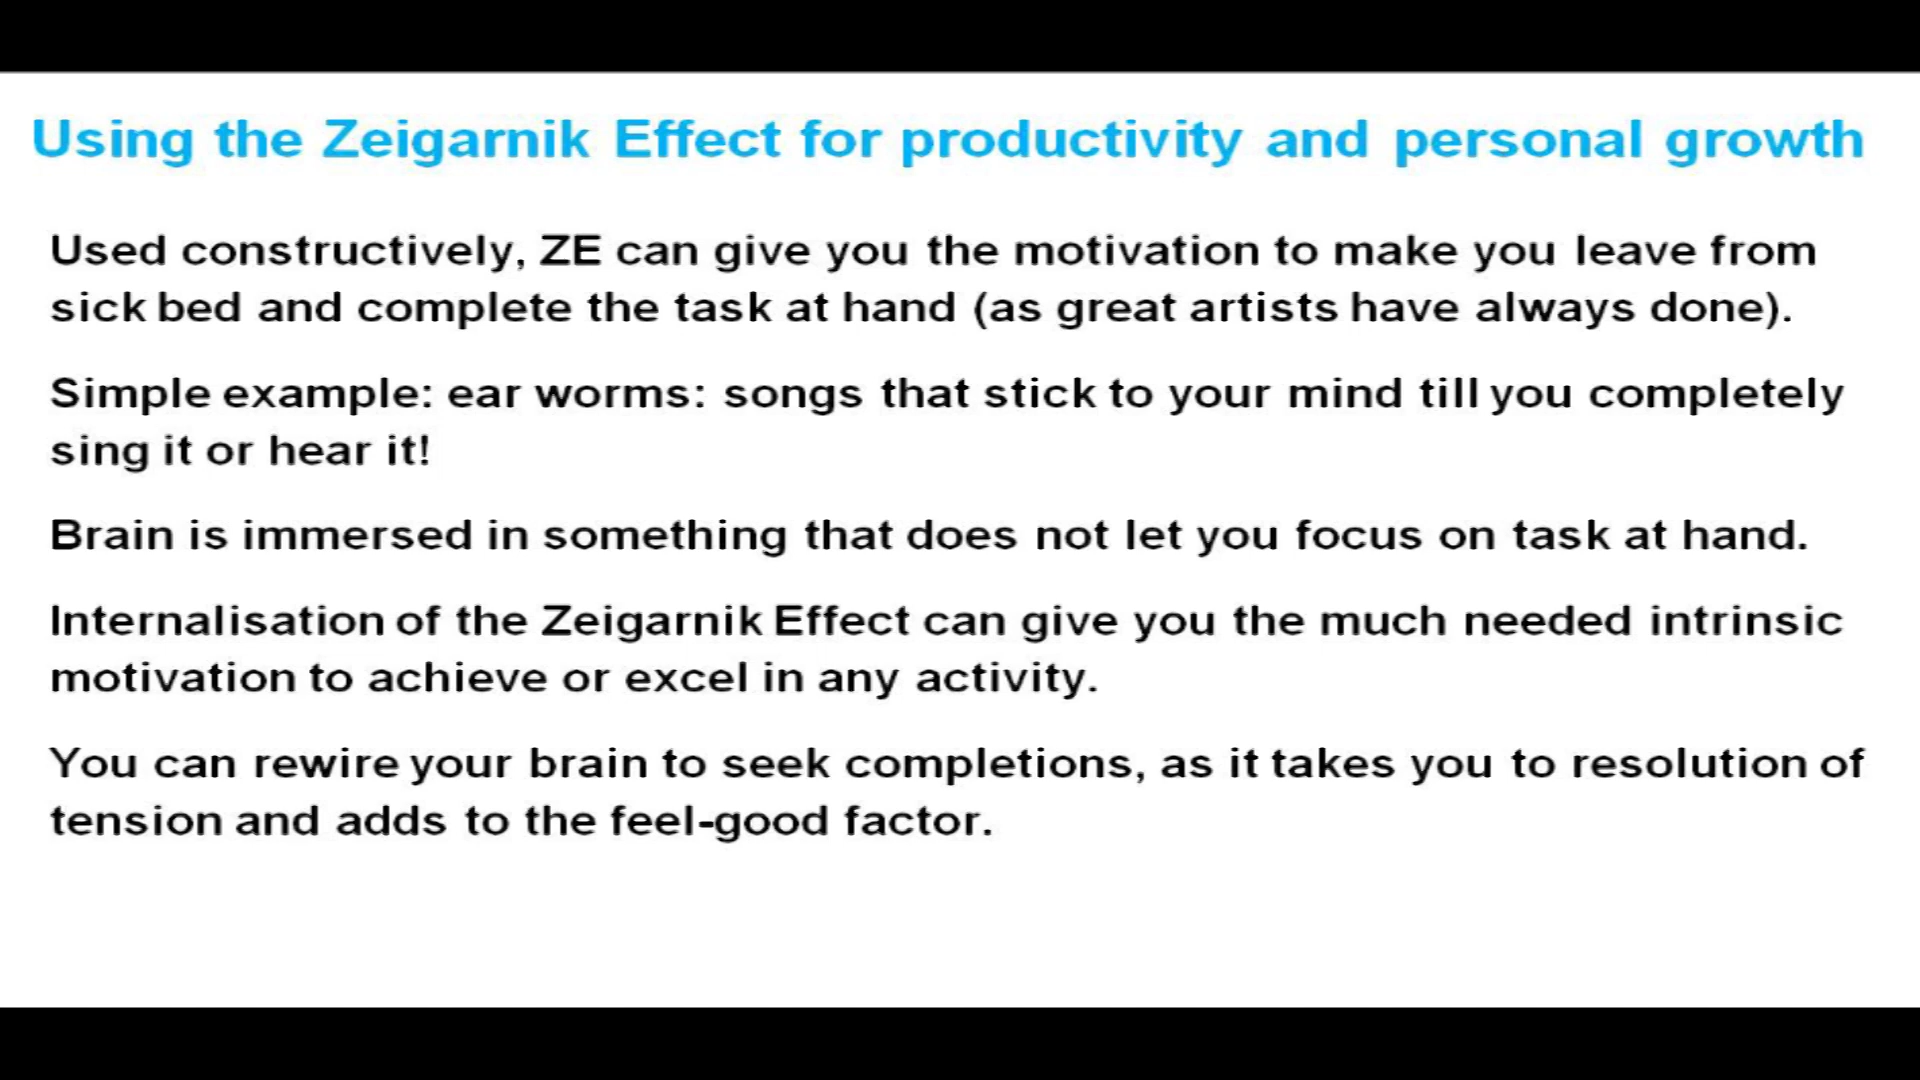 Using the Zeigarnik Effect for productivity and personal growth
Used constructively, ZE can give you the motivation to make you leave from
sick bed and complete the task at hand (as great artists have always done).
Simple example: ear worms: songs that stick to your mind till you completely
sing it or hear it!
Brain is immersed in something that does not let you focus on task at hand.
Internalisation of the Zeigarnik Effect can give you the much needed intrinsic
motivation to achieve or excel in any activity.
You can rewire your brain to seek completions, as it takes you to resolution of
tension and adds to the feel-good factor.